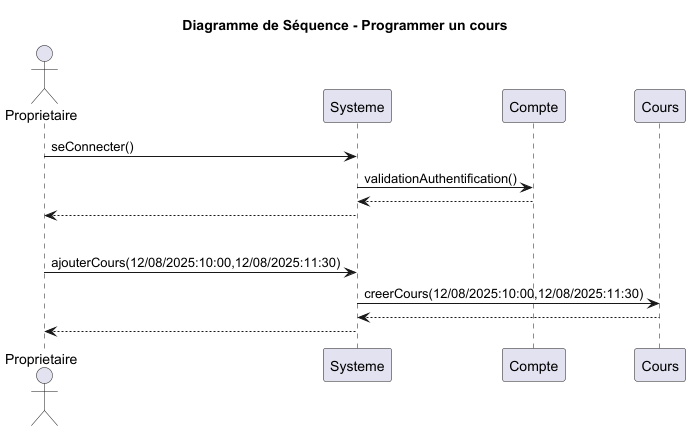 Diagramme de Séquence - Programmer un cours
Proprietaire
Systeme
Compte
Cours
seConnecter()
validationAuthentification()
ajouterCours(12/08/2025:10:00,12/08/2025:11:30)
creerCours(12/08/2025:10:00,12/08/2025:11:30)
Proprietaire
Systeme
Compte
Cours